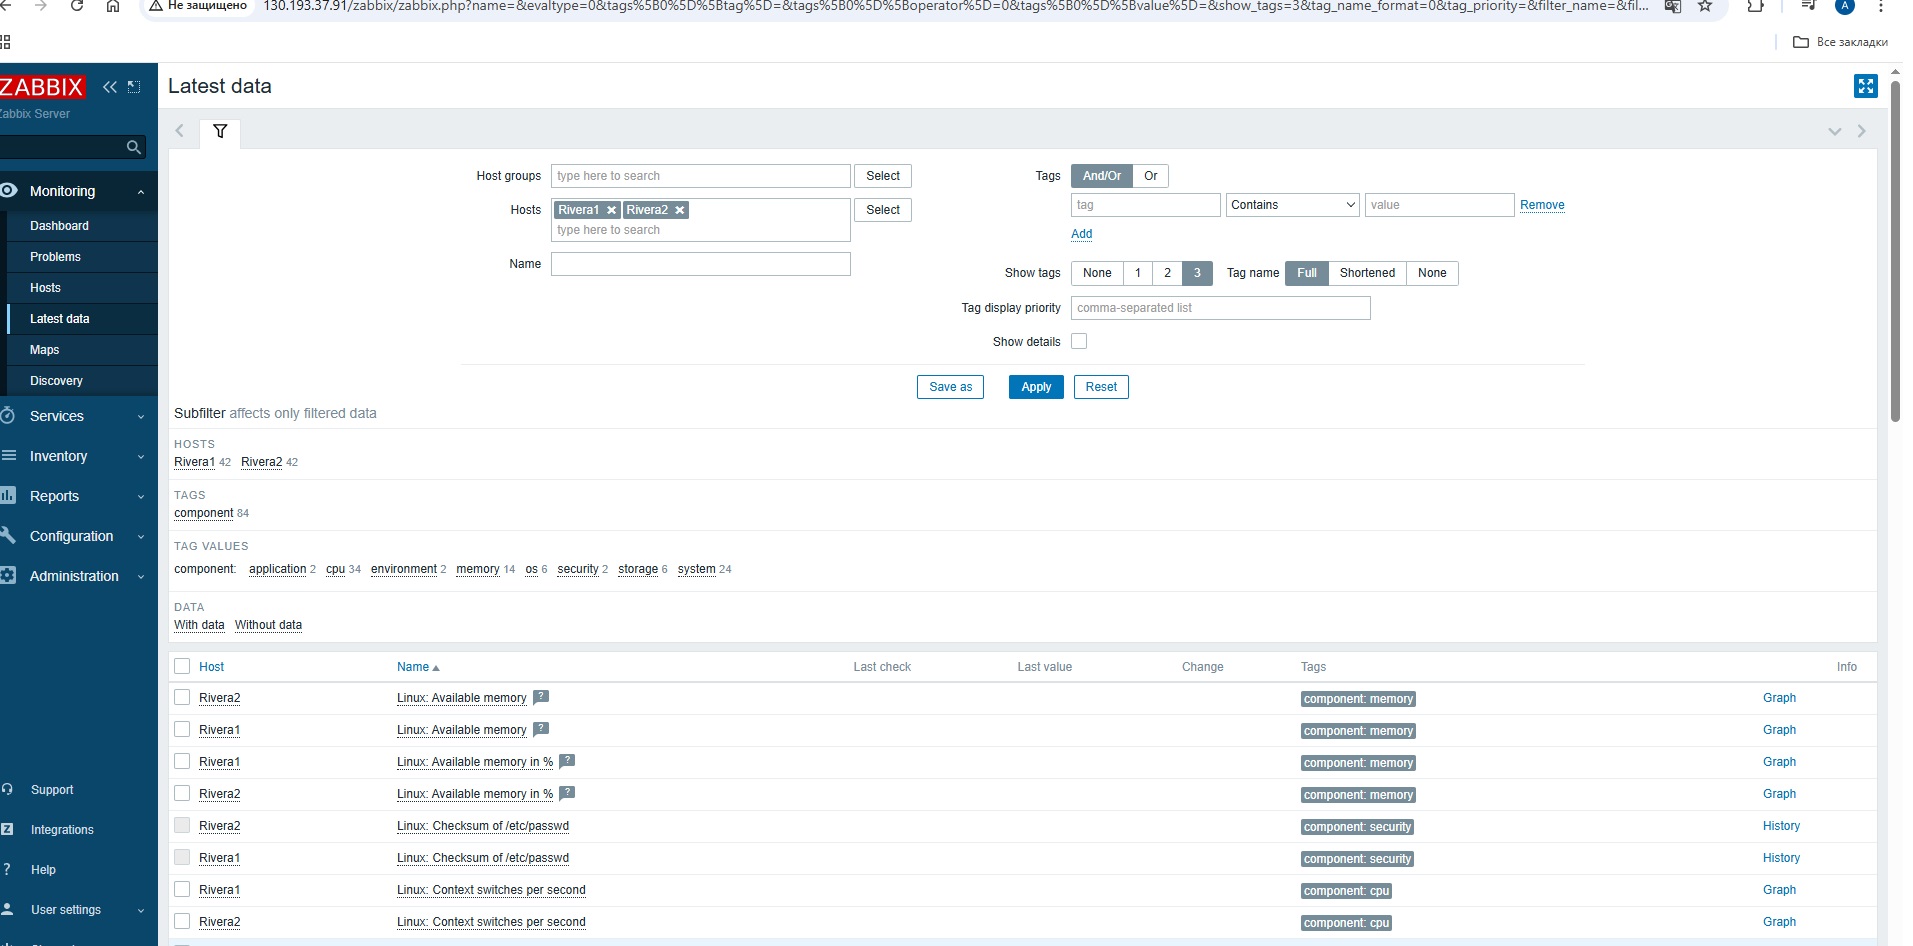 Не защищено 130.193.37.91/zabbix/zabbix.php?name=&evaltype=0&tags%5B0%5D%5Btag%5D=&tags%5B0%5D%5Boperator%5D=0&tags%5B0%5D%5Bvalue%5D=&show_tags=3&tag_name_format=0&tag_priority=&filter_name=&fil... A
Все закладки
ZABBIX
Zabbix Server
Monitoring
Dashboard
Problems
Hosts
Latest data
Maps
Discovery
Services
Inventory
Reports
Configuration
Administration
Support
Integrations
Help
User settings
Latest data
Host groups type here to search Select
Hosts Rivera1 Rivera2 Select
type here to search
Name
Tags And/Or Or
tag Contains value Remove
Add
Show tags None 1 2 3 Tag name Full Shortened None
Tag display priority comma-separated list
Show details
Save as Apply Reset
Subfilter affects only filtered data
HOSTS
Rivera1 42 Rivera2 42
TAGS
component 84
TAG VALUES
component: application 2 cpu 34 environment 2 memory 14 os 6 security 2 storage 6 system 24
DATA
With data Without data
Host Name Last check Last value Change Tags Info
Rivera2 Linux: Available memory ? component: memory Graph
Rivera1 Linux: Available memory ? component: memory Graph
Rivera1 Linux: Available memory in % ? component: memory Graph
Rivera2 Linux: Available memory in % ? component: memory Graph
Rivera2 Linux: Checksum of /etc/passwd component: security History
Rivera1 Linux: Checksum of /etc/passwd component: security History
Rivera1 Linux: Context switches per second component: cpu Graph
Rivera2 Linux: Context switches per second component: cpu Graph